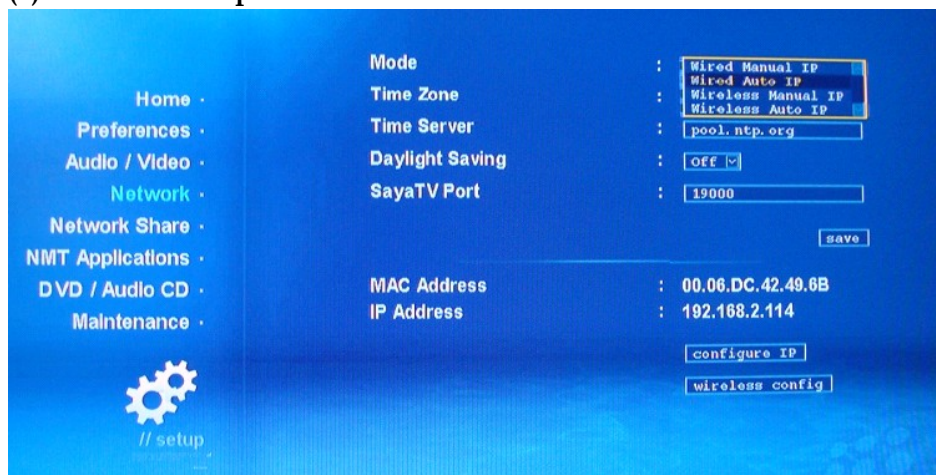 Mode : Wired Manual IP
Wired Auto IP
Wireless Manual IP
Wireless Auto IP
Home ·
Time Zone :
Preferences ·
Time Server : pool.ntp.org
Audio / Video ·
Daylight Saving : Off
Network ·
SayaTV Port : 19000
Network Share ·
save
NMT Applications ·
DVD / Audio CD ·
MAC Address : 00.06.DC.42.49.6B
IP Address : 192.168.2.114
Maintenance ·
configure IP
wireless config
// setup